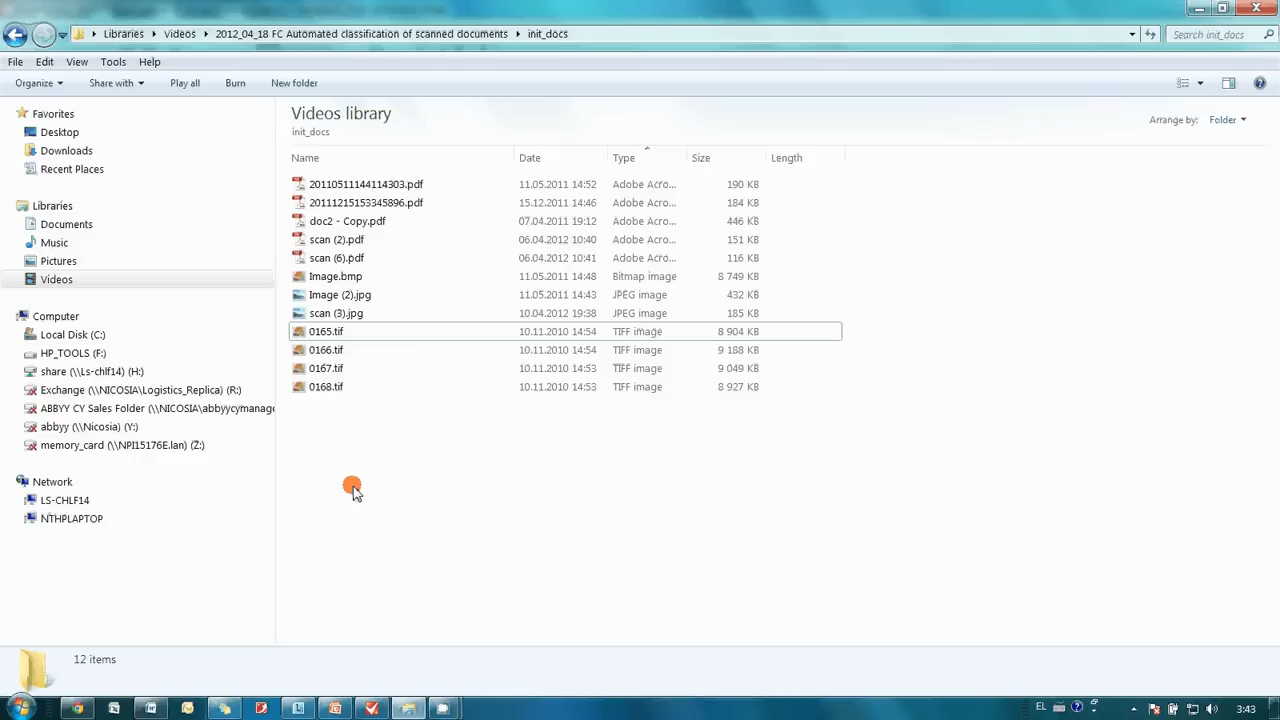 Libraries Videos 2012_04_18 FC Automated classification of scanned documents init_docs Search init_docs
File Edit View Tools Help
Organize Share with Play all Burn New folder
Favorites
Desktop
Downloads
Recent Places
Libraries
Documents
Music
Pictures
Videos
Computer
Local Disk (C:)
HP_TOOLS (F:)
share (\\Ls-chlf14) (H:)
Exchange (\\NICOSIA\Logistics_Replica) (R:)
ABBYY CY Sales Folder (\\NICOSIA\abbyycymanage
abbyy (\\Nicosia) (Y:)
memory_card (\\NPI15176E.lan) (Z:)
Network
LS-CHLF14
NTHPLAPTOP
Videos library
init_docs
Arrange by: Folder
Name Date Type Size Length
20110511144114303.pdf 11.05.2011 14:52 Adobe Acro... 190 KB
20111215153345896.pdf 15.12.2011 14:46 Adobe Acro... 184 KB
doc2 - Copy.pdf 07.04.2011 19:12 Adobe Acro... 446 KB
scan (2).pdf 06.04.2012 10:40 Adobe Acro... 151 KB
scan (6).pdf 06.04.2012 10:41 Adobe Acro... 116 KB
Image.bmp 11.05.2011 14:48 Bitmap image 8 749 KB
Image (2).jpg 11.05.2011 14:43 JPEG image 432 KB
scan (3).jpg 10.04.2012 19:38 JPEG image 185 KB
0165.tif 10.11.2010 14:54 TIFF image 8 904 KB
0166.tif 10.11.2010 14:54 TIFF image 9 188 KB
0167.tif 10.11.2010 14:53 TIFF image 9 049 KB
0168.tif 10.11.2010 14:53 TIFF image 8 927 KB
12 items
EL 3:43